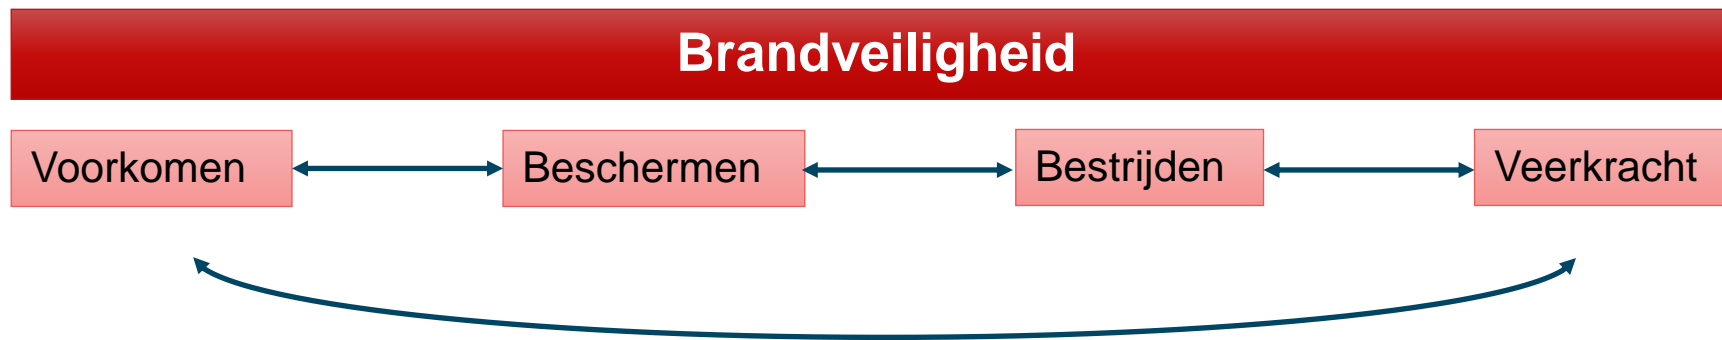 Brandveiligheid
Voorkomen
Beschermen
Bestrijden
Veerkracht